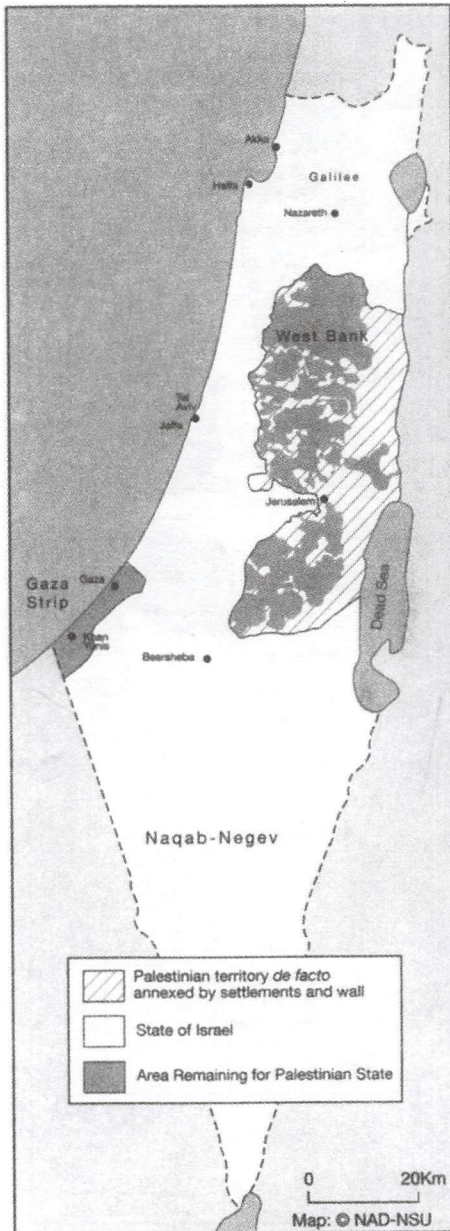 Akka
Haifa
Galilee
Nazareth
West Bank
Tel
Aviv
Jaffa
Jerusalem
Gaza
Strip
Gaza
Khan
Yunis
Dead Sea
Beersheba
Naqab-Negev
Palestinian territory de facto
annexed by settlements and wall
State of Israel
Area Remaining for Palestinian State
0 20Km
Map: © NAD-NSU